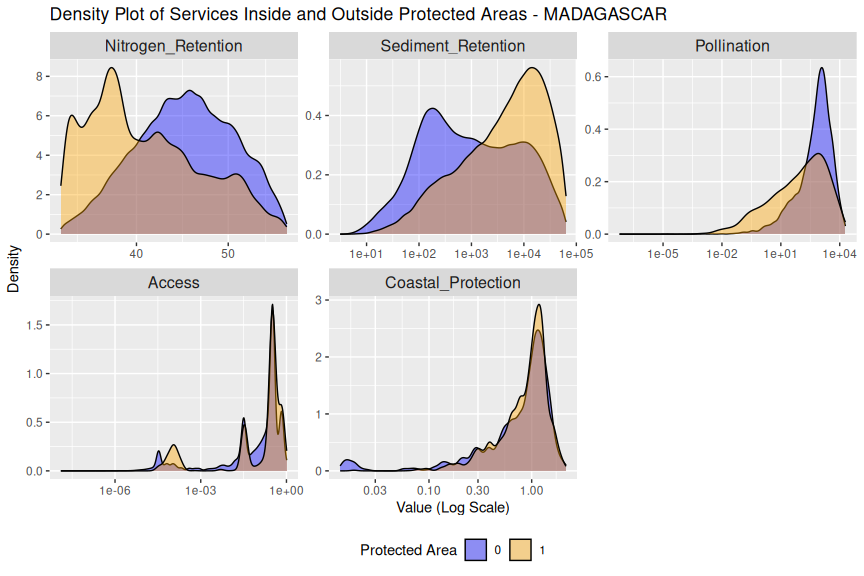 Density Plot of Services Inside and Outside Protected Areas - MADAGASCAR
Nitrogen_Retention
Sediment_Retention
Pollination
8
6
4
2
0
40
50
0.4
0.2
0.0
1e+01
1e+02
1e+03
1e+04
1e+05
0.6
0.4
0.2
0.0
1e-05
1e-02
1e+01
1e+04
Density
Access
Coastal_Protection
1.5
1.0
0.5
0.0
1e-06
1e-03
1e+00
3
2
1
0
0.03
0.10
0.30
1.00
Value (Log Scale)
Protected Area
0
1